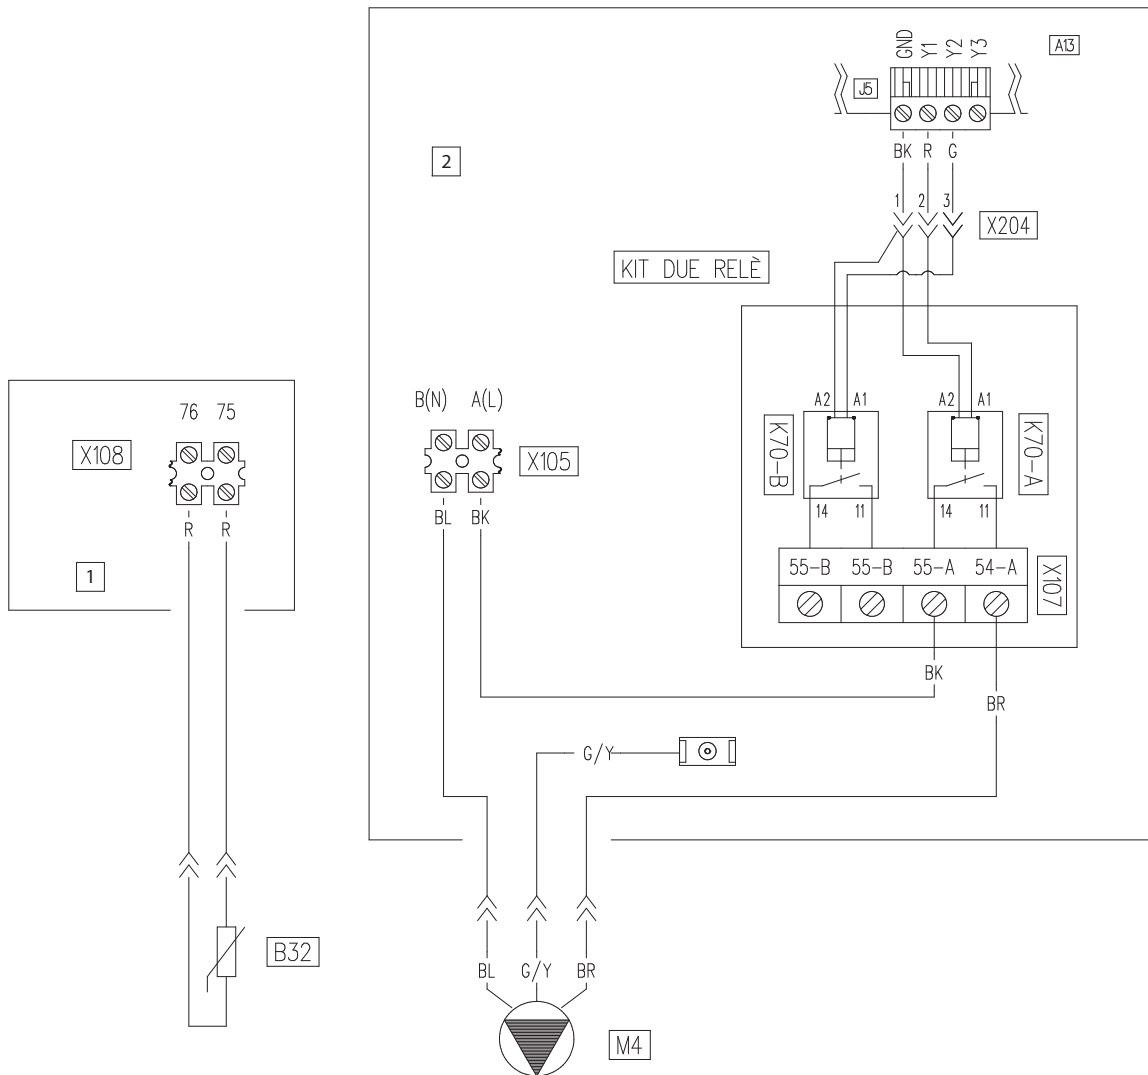 GND Y1 Y2 Y3
A13
J5
BK R G
2
1 2 3
X204
KIT DUE RELÈ
A2 A1 A2 A1
K70-B
K70-A
14 11 14 11
55-B 55-B 55-A 54-A
X107
BK
BR
B(N) A(L)
X105
BL BK
76 75
X108
R R
1
G/Y
B32
BL G/Y BR
M4